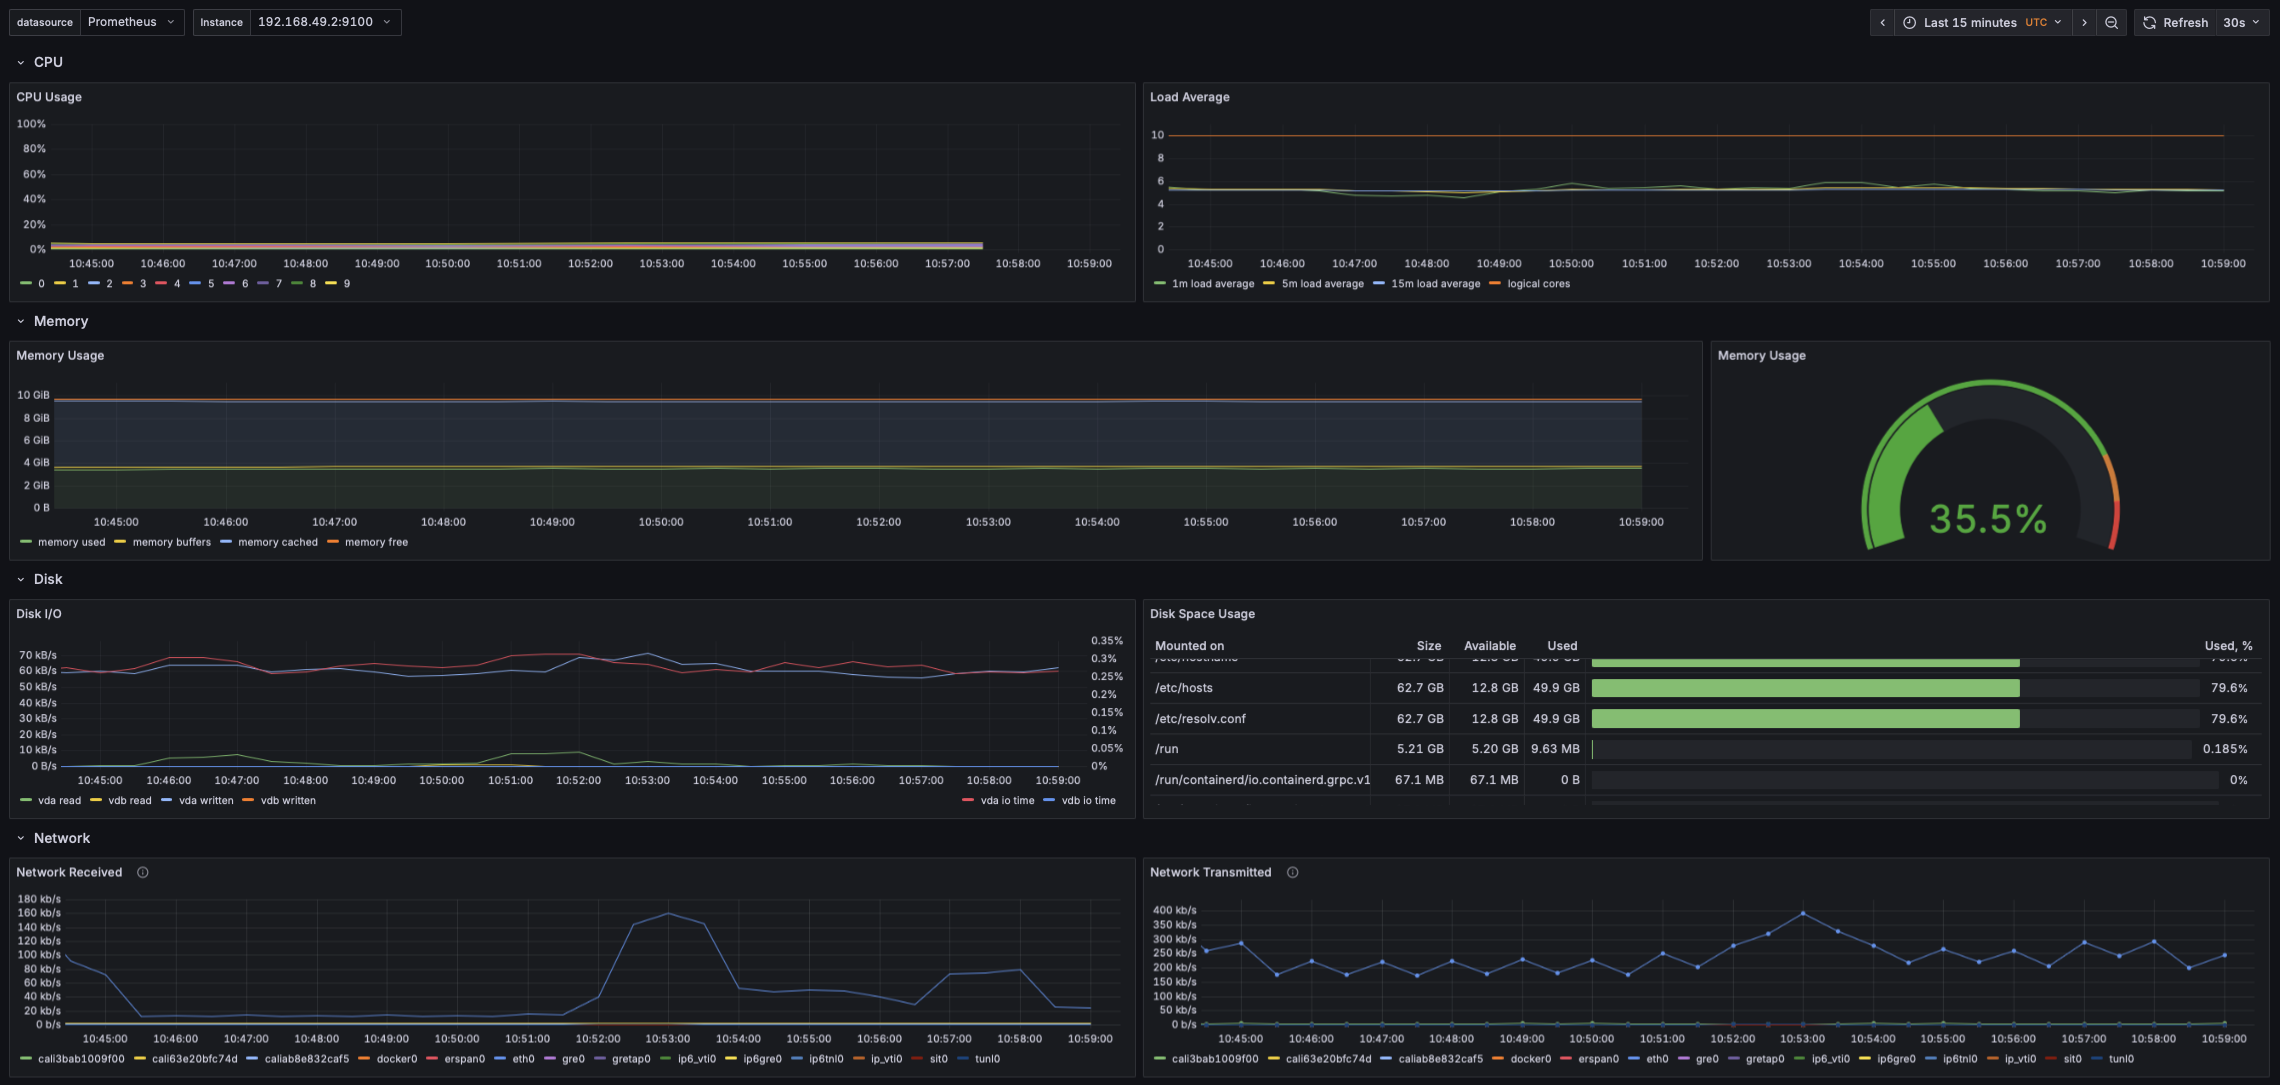 datasource Prometheus Instance 192.168.49.2:9100 Last 15 minutes UTC Refresh 30s
CPU
CPU Usage
100%
80%
60%
40%
20%
0%
10:45:00 10:46:00 10:47:00 10:48:00 10:49:00 10:50:00 10:51:00 10:52:00 10:53:00 10:54:00 10:55:00 10:56:00 10:57:00 10:58:00 10:59:00
0 1 2 3 4 5 6 7 8 9
Load Average
10
8
6
4
2
0
10:45:00 10:46:00 10:47:00 10:48:00 10:49:00 10:50:00 10:51:00 10:52:00 10:53:00 10:54:00 10:55:00 10:56:00 10:57:00 10:58:00 10:59:00
1m load average 5m load average 15m load average logical cores
Memory
Memory Usage
10 GiB
8 GiB
6 GiB
4 GiB
2 GiB
0 B
10:45:00 10:46:00 10:47:00 10:48:00 10:49:00 10:50:00 10:51:00 10:52:00 10:53:00 10:54:00 10:55:00 10:56:00 10:57:00 10:58:00 10:59:00
memory used memory buffers memory cached memory free
Memory Usage
35.5%
Disk
Disk I/O
70 kB/s
60 kB/s
50 kB/s
40 kB/s
30 kB/s
20 kB/s
10 kB/s
0 B/s
0.35%
0.3%
0.25%
0.2%
0.15%
0.1%
0.05%
0%
10:45:00 10:46:00 10:47:00 10:48:00 10:49:00 10:50:00 10:51:00 10:52:00 10:53:00 10:54:00 10:55:00 10:56:00 10:57:00 10:58:00 10:59:00
vda read vdb read vda written vdb written vda io time vdb io time
Disk Space Usage
Mounted on Size Available Used Used, %
/etc/hosts 62.7 GB 12.8 GB 49.9 GB 79.6%
/etc/resolv.conf 62.7 GB 12.8 GB 49.9 GB 79.6%
/run 5.21 GB 5.20 GB 9.63 MB 0.185%
/run/containerd/io.containerd.grpc.v1 67.1 MB 67.1 MB 0 B 0%
Network
Network Received
180 kb/s
160 kb/s
140 kb/s
120 kb/s
100 kb/s
80 kb/s
60 kb/s
40 kb/s
20 kb/s
0 b/s
10:45:00 10:46:00 10:47:00 10:48:00 10:49:00 10:50:00 10:51:00 10:52:00 10:53:00 10:54:00 10:55:00 10:56:00 10:57:00 10:58:00 10:59:00
cali3bab1009f00 cali63e20bfc74d caliab8e832caf5 docker0 erspan0 eth0 gre0 gretap0 ip6_vti0 ip6gre0 ip6tnl0 ip_vti0 sit0 tunl0
Network Transmitted
400 kb/s
350 kb/s
300 kb/s
250 kb/s
200 kb/s
150 kb/s
100 kb/s
50 kb/s
0 b/s
10:45:00 10:46:00 10:47:00 10:48:00 10:49:00 10:50:00 10:51:00 10:52:00 10:53:00 10:54:00 10:55:00 10:56:00 10:57:00 10:58:00 10:59:00
cali3bab1009f00 cali63e20bfc74d caliab8e832caf5 docker0 erspan0 eth0 gre0 gretap0 ip6_vti0 ip6gre0 ip6tnl0 ip_vti0 sit0 tunl0